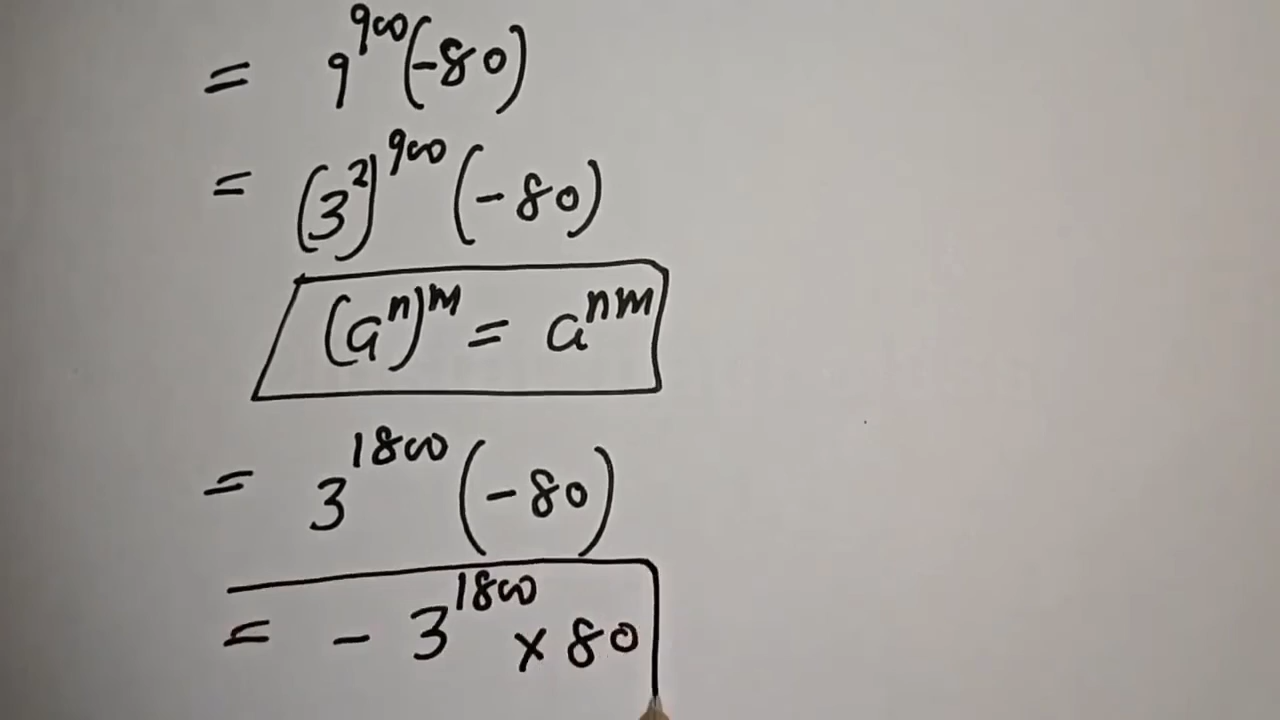 = 9^900 (-80)
= (3^2)^900 (-80)
(a^n)^m = a^nm
= 3^1800 (-80)
= - 3^1800 × 80